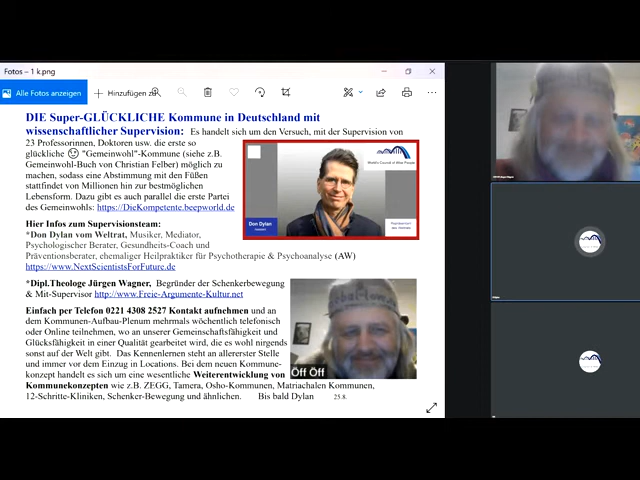 Fotos – 1 k.png
Alle Fotos anzeigen
Hinzufügen zu
DIE Super-GLÜCKLICHE Kommune in Deutschland mit
wissenschaftlicher Supervision: Es handelt sich um den Versuch, mit der Supervision von
23 Professorinnen, Doktoren usw. die erste so
glückliche "Gemeinwohl"-Kommune (siehe z.B.
Gemeinwohl-Buch von Christian Felber) möglich zu
machen, sodass eine Abstimmung mit den Füßen
stattfindet von Millionen hin zur bestmöglichen
Lebensform. Dazu gibt es auch parallel die erste Partei
des Gemeinwohls: https://DieKompetente.beepworld.de
World's Council of Wise People
Don Dylan
Hier Infos zum Supervisionsteam:
*Don Dylan vom Weltrat, Musiker, Mediator,
Psychologischer Berater, Gesundheits-Coach und
Präventionsberater, ehemaliger Heilpraktiker für Psychotherapie & Psychoanalyse (AW)
https://www.NextScientistsForFuture.de
*Dipl.Theologe Jürgen Wagner, Begründer der Schenkerbewegung
& Mit-Supervisor http://www.Freie-Argumente-Kultur.net
Einfach per Telefon 0221 4308 2527 Kontakt aufnehmen und an
dem Kommunen-Aufbau-Plenum mehrmals wöchentlich telefonisch
oder Online teilnehmen, wo an unserer Gemeinschaftsfähigkeit und
Glücksfähigkeit in einer Qualität gearbeitet wird, die es wohl nirgends
sonst auf der Welt gibt. Das Kennenlernen steht an allererster Stelle
und immer vor dem Einzug in Locations. Bei dem neuen Kommune-
konzept handelt es sich um eine wesentliche Weiterentwicklung von
Kommunekonzepten wie z.B. ZEGG, Tamera, Osho-Kommunen, Matriachalen Kommunen,
12-Schritte-Kliniken, Schenker-Bewegung und ähnlichen. Bis bald Dylan 25.8.
Öff Öff